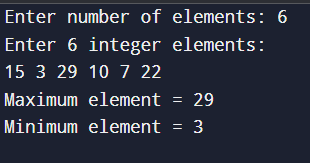 Enter number of elements: 6
Enter 6 integer elements:
15 3 29 10 7 22
Maximum element = 29
Minimum element = 3